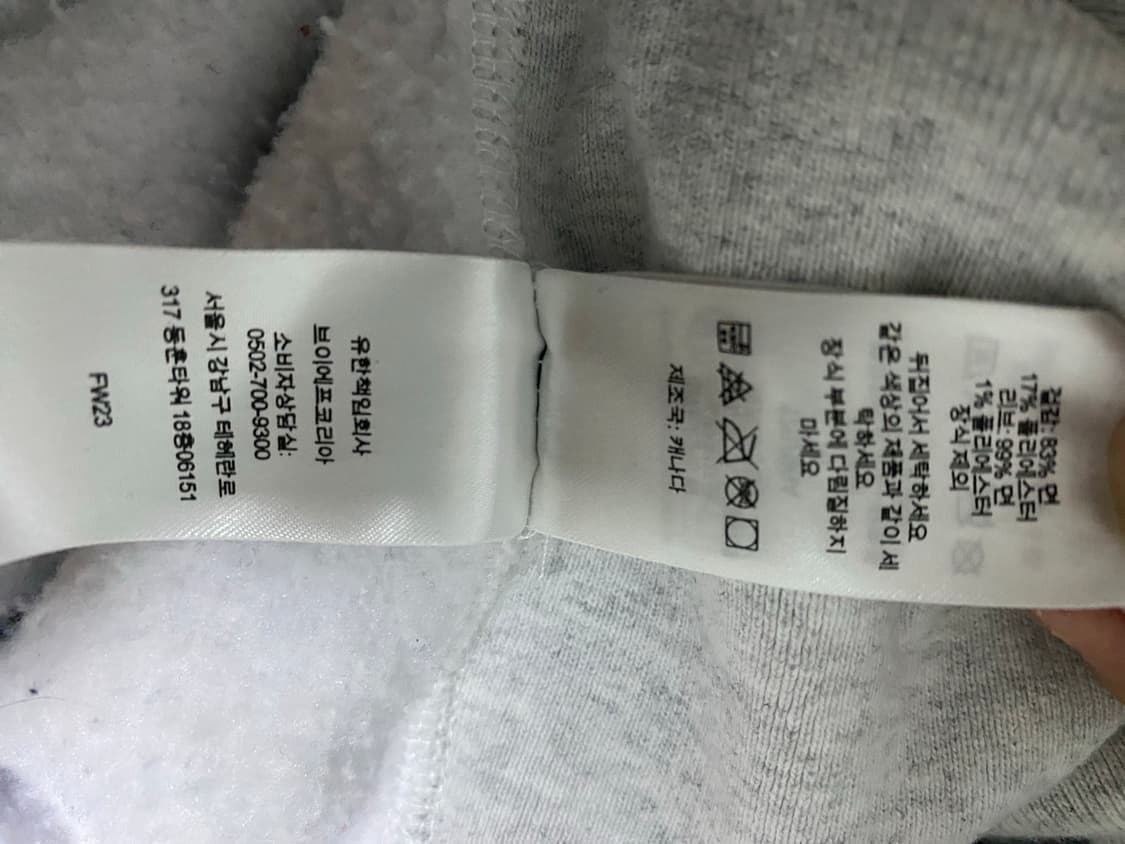 겉감: 83% 면
17% 폴리에스터
리브: 99% 면
1% 폴리에스터
장식 제외
뒤집어서 세탁하세요
같은 색상의 제품과 같이 세
탁하세요
장식 부분에 다림질하지
마세요
제조국: 캐나다
유한책임회사
브이에프코리아
소비자상담실:
0502-700-9300
서울시 강남구 테헤란로
317 동훈타워 18층06151
FW23